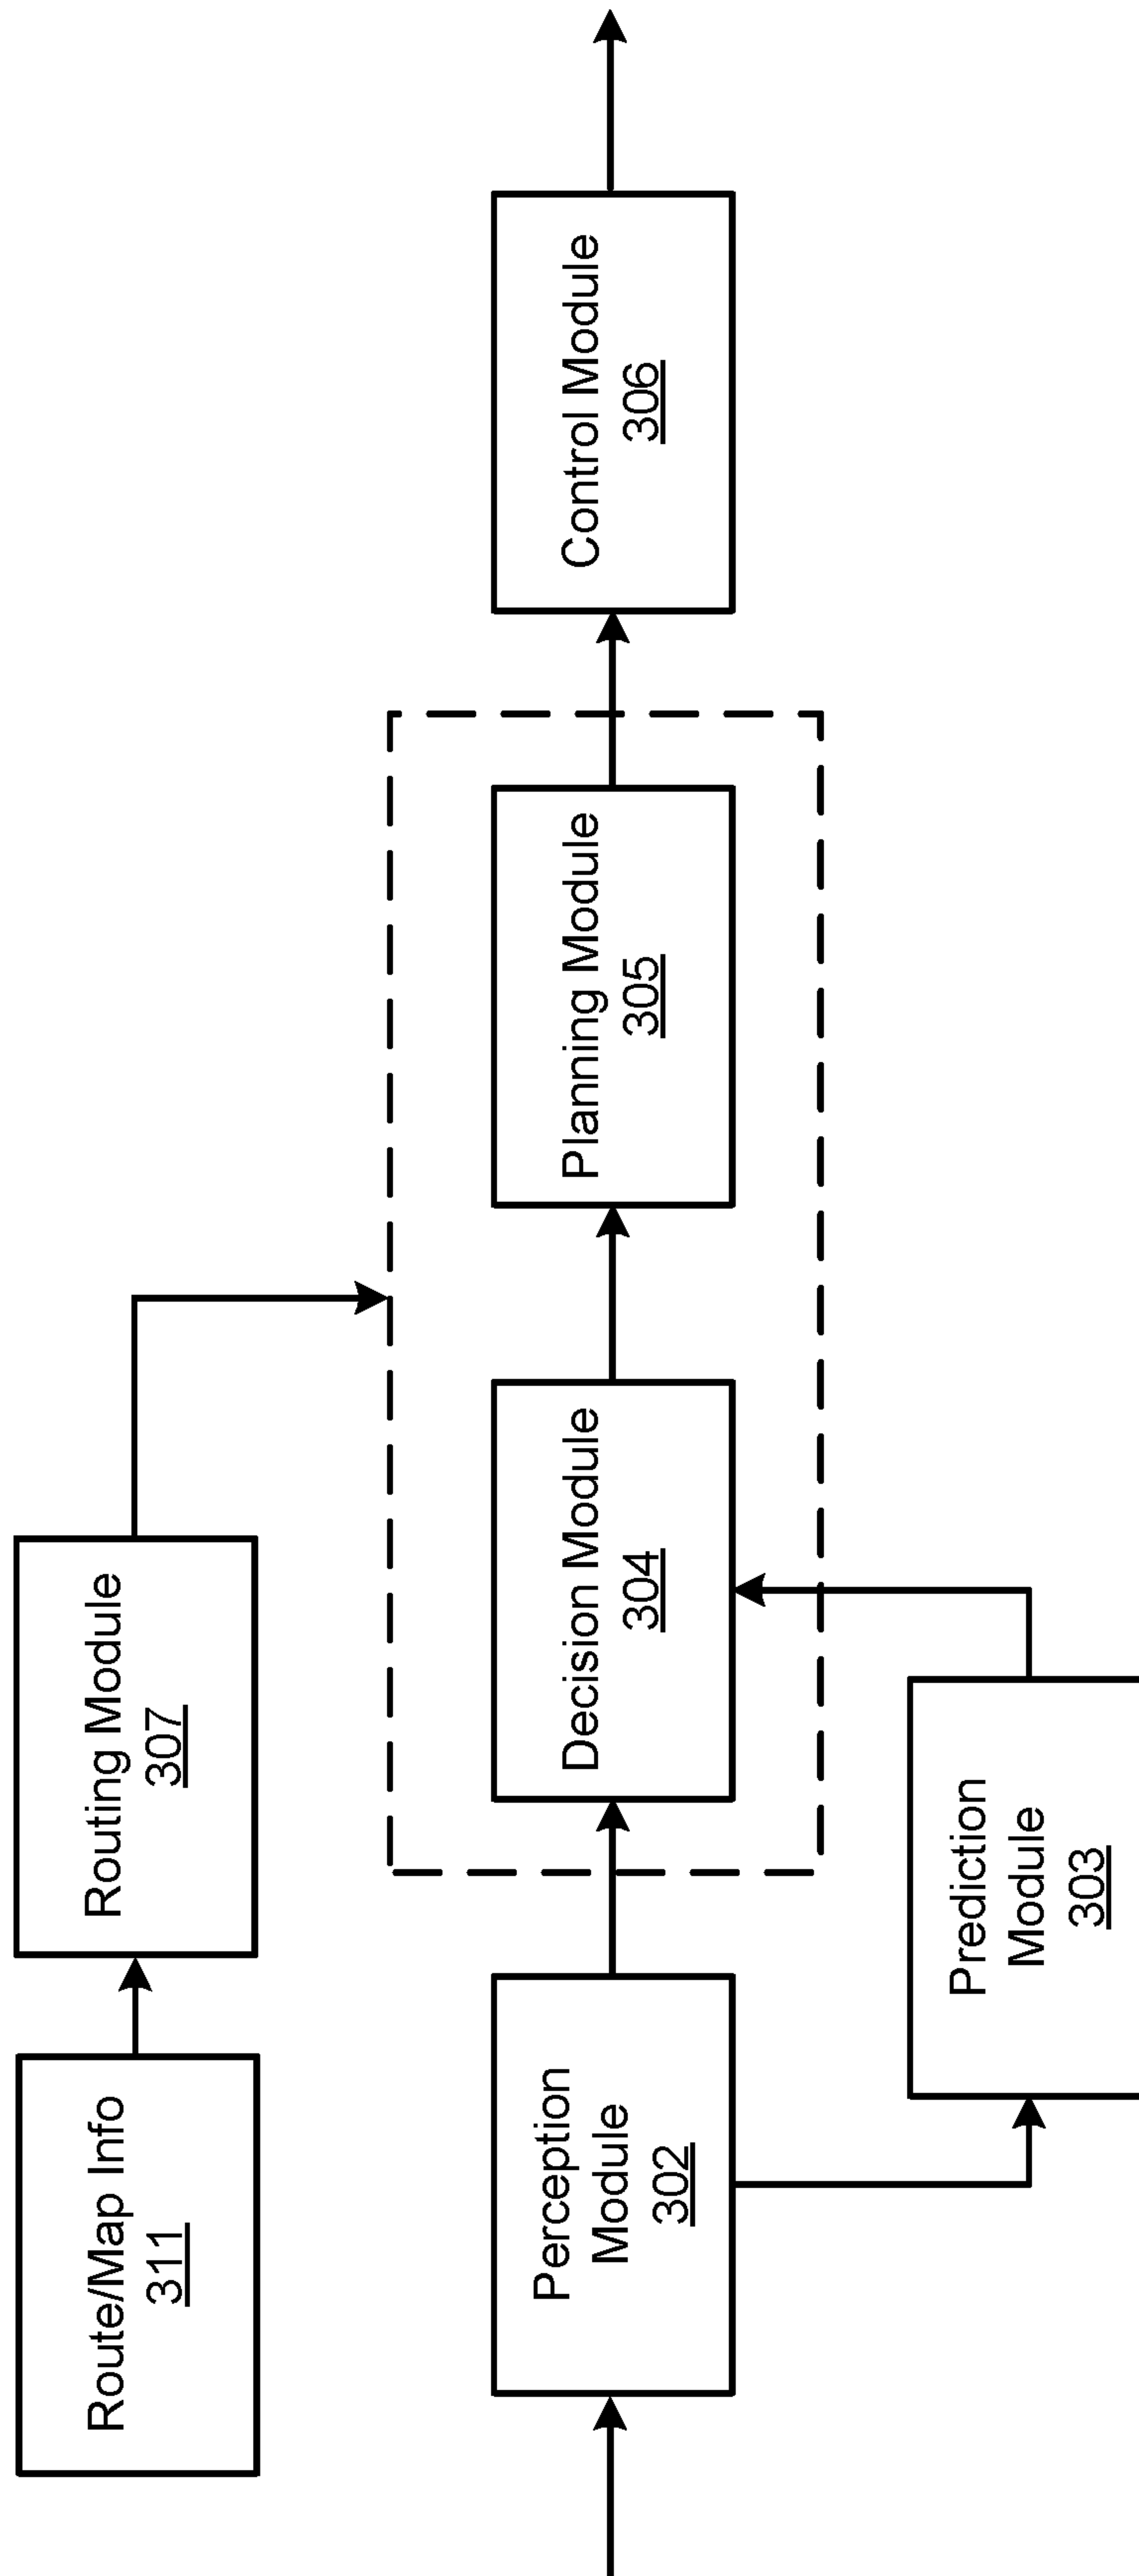 Route/Map Info
311
Routing Module
307
Perception
Module
302
Decision Module
304
Planning Module
305
Control Module
306
Prediction
Module
303